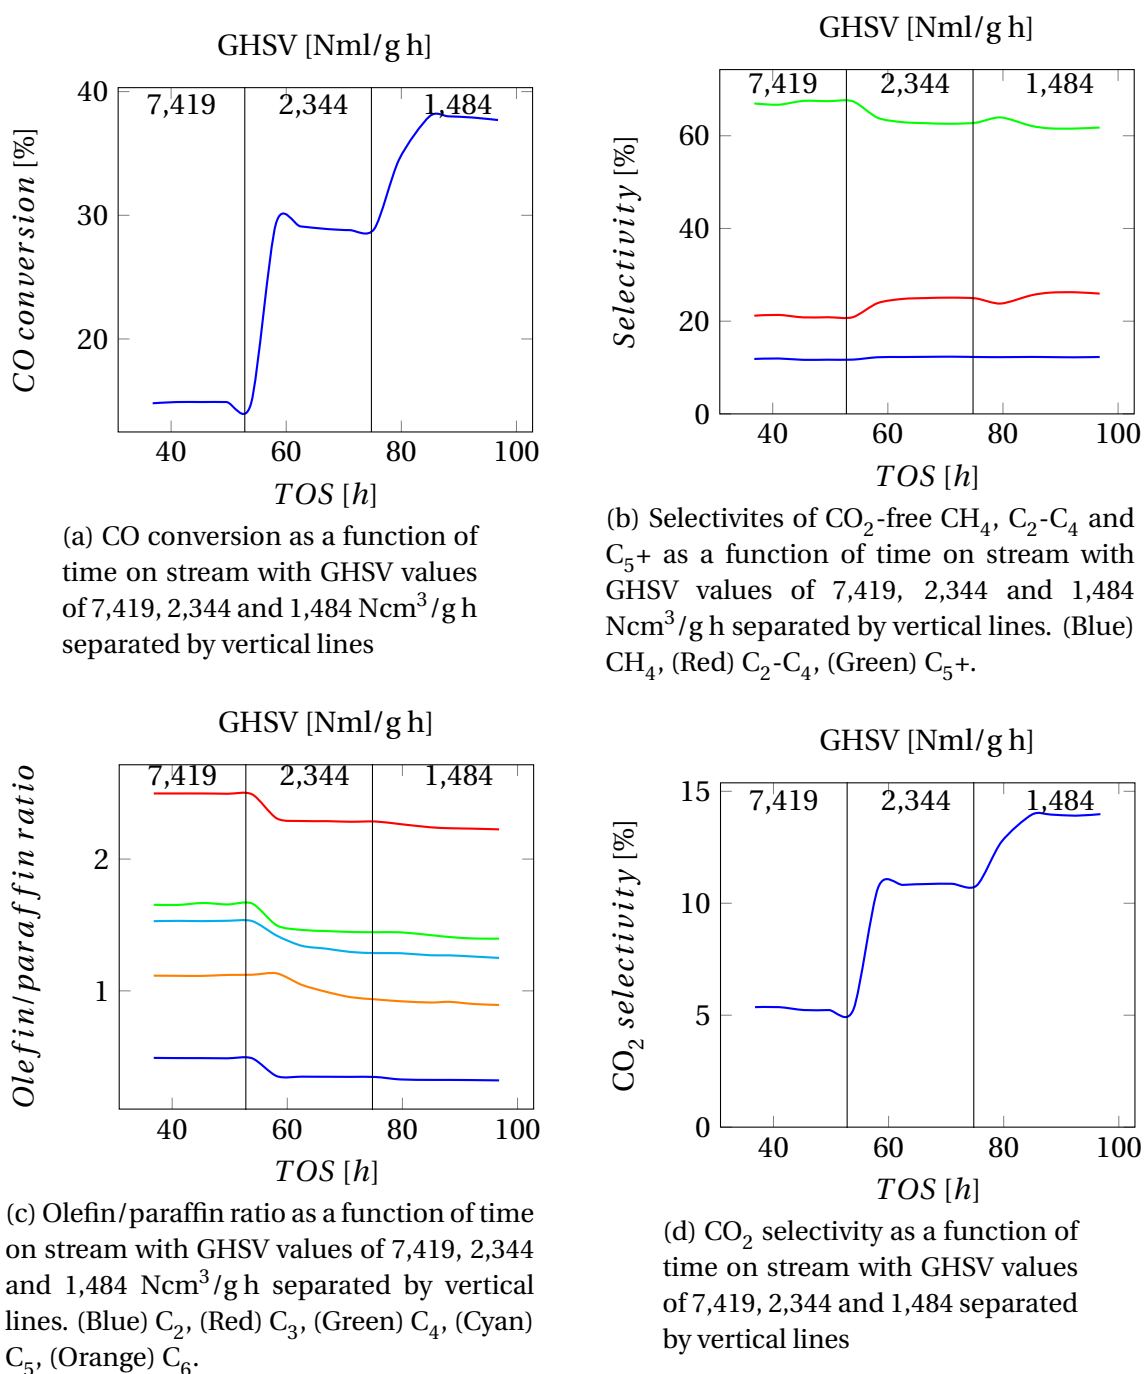 GHSV [Nml/g h]
7,419 2,344 1,484
CO conversion [%]
40
30
20
40 60 80 100
TOS [h]
(a) CO conversion as a function of
time on stream with GHSV values
of 7,419, 2,344 and 1,484 Ncm³/g h
separated by vertical lines
GHSV [Nml/g h]
7,419 2,344 1,484
Selectivity [%]
60
40
20
0
40 60 80 100
TOS [h]
(b) Selectivites of CO₂-free CH₄, C₂-C₄ and
C₅+ as a function of time on stream with
GHSV values of 7,419, 2,344 and 1,484
Ncm³/g h separated by vertical lines. (Blue)
CH₄, (Red) C₂-C₄, (Green) C₅+.
GHSV [Nml/g h]
7,419 2,344 1,484
Olefin/paraffin ratio
2
1
40 60 80 100
TOS [h]
(c) Olefin/paraffin ratio as a function of time
on stream with GHSV values of 7,419, 2,344
and 1,484 Ncm³/g h separated by vertical
lines. (Blue) C₂, (Red) C₃, (Green) C₄, (Cyan)
C₅, (Orange) C₆.
GHSV [Nml/g h]
7,419 2,344 1,484
CO₂ selectivity [%]
15
10
5
0
40 60 80 100
TOS [h]
(d) CO₂ selectivity as a function of
time on stream with GHSV values
of 7,419, 2,344 and 1,484 separated
by vertical lines